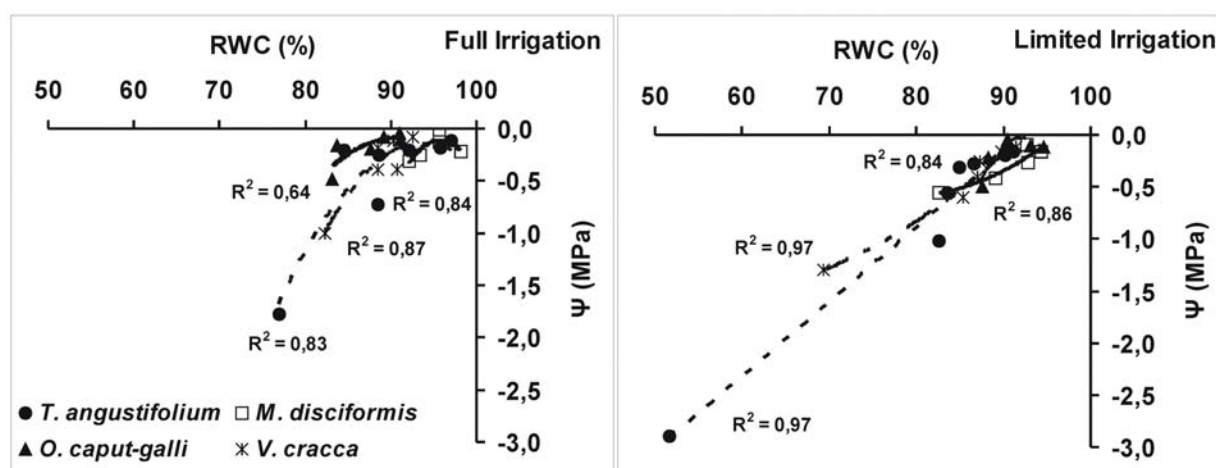 RWC (%)
Full Irrigation
50 60 70 80 90 100
0,0
-0,5
-1,0
-1,5
-2,0
-2,5
-3,0
Ψ (MPa)
R² = 0,64
R² = 0,84
R² = 0,87
R² = 0,83
T. angustifolium
M. disciformis
O. caput-galli
V. cracca
RWC (%)
Limited Irrigation
50 60 70 80 90 100
0,0
-0,5
-1,0
-1,5
-2,0
-2,5
-3,0
Ψ (MPa)
R² = 0,84
R² = 0,86
R² = 0,97
R² = 0,97